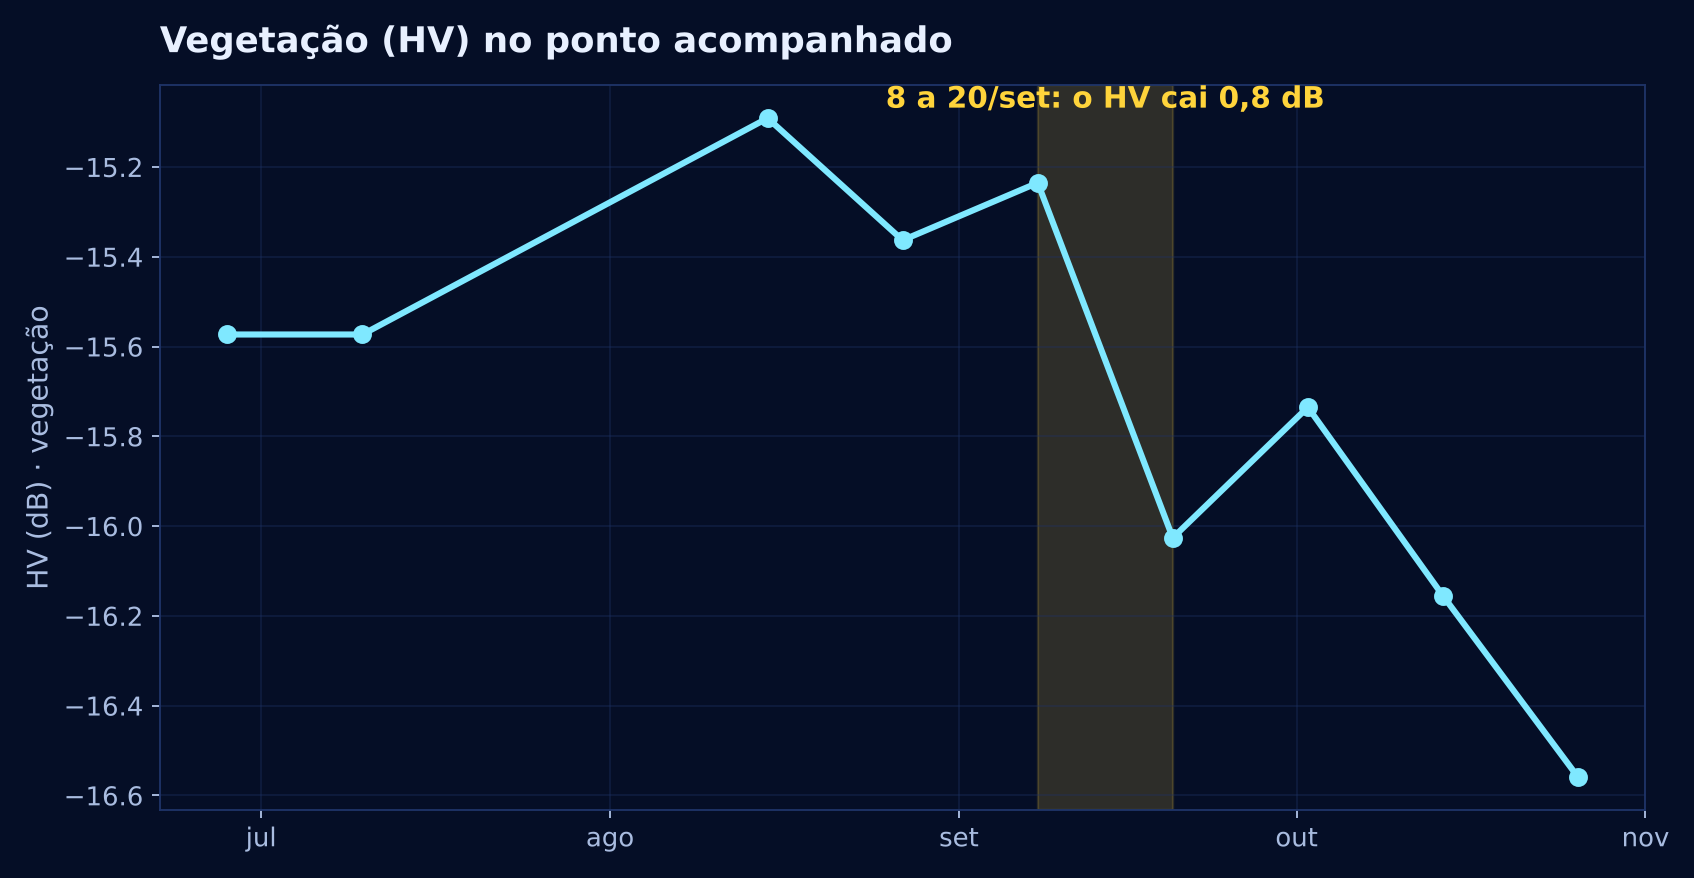 Vegetação (HV) no ponto acompanhado
8 a 20/set: o HV cai 0,8 dB
HV (dB) · vegetação
−15.2
−15.4
−15.6
−15.8
−16.0
−16.2
−16.4
−16.6
jul ago set out nov